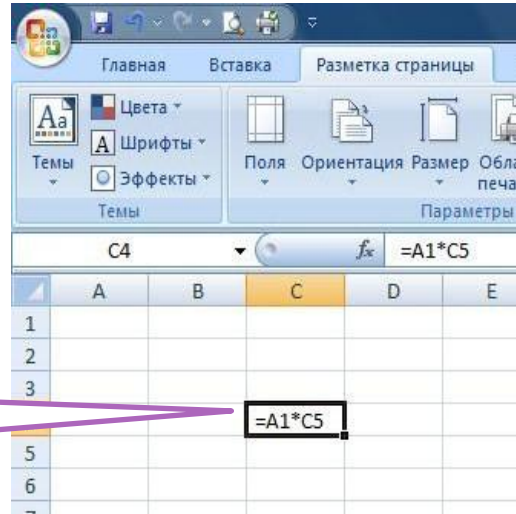 Главная Вставка Разметка страницы
Aa
Темы
Цвета
A Шрифты
Эффекты
Поля Ориентация Размер
Темы
Параметры
C4 fx =A1*C5
A B C D E
1
2
3
=A1*C5
5
6